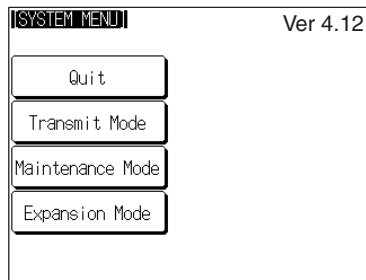 [SYSTEM MENU]
Ver 4.12
Quit
Transmit Mode
Maintenance Mode
Expansion Mode